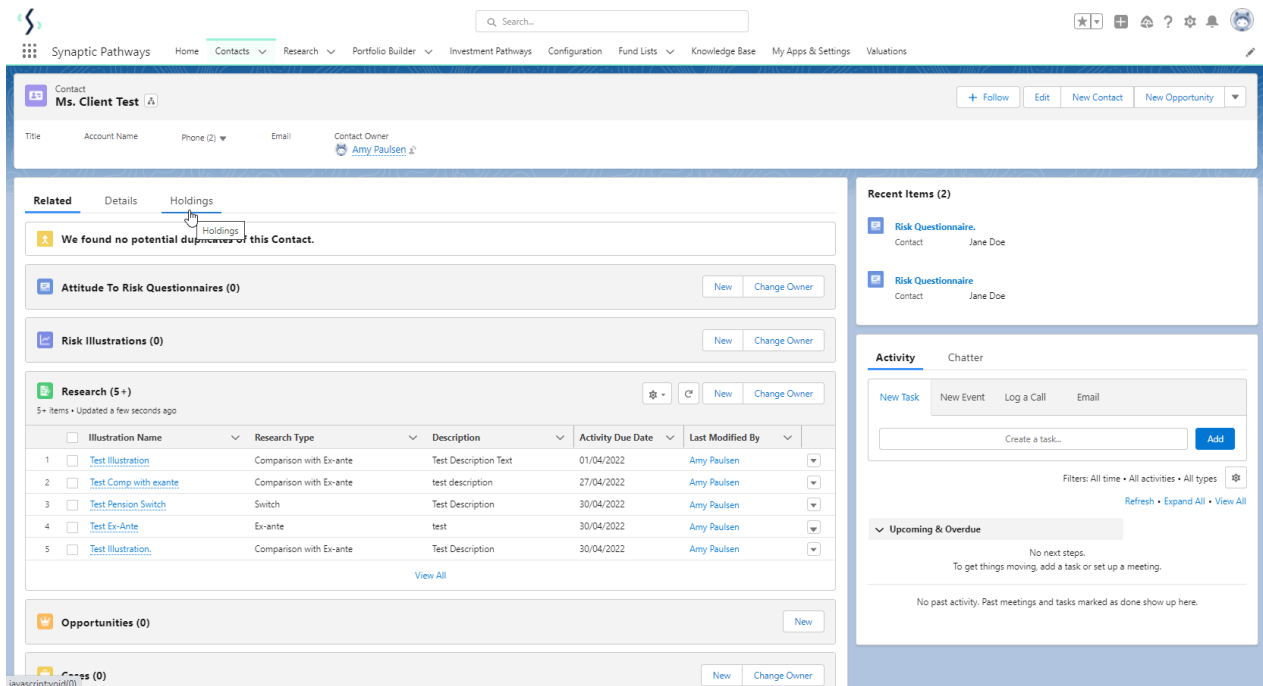 Search...
Synaptic Pathways Home Contacts Research Portfolio Builder Investment Pathways Configuration Fund Lists Knowledge Base My Apps & Settings Valuations
Contact
Ms. Client Test
+ Follow Edit New Contact New Opportunity
Title Account Name Phone (2) Email Contact Owner
Amy Paulsen
Related Details Holdings
Holdings
We found no potential duplicates of this Contact.
Attitude To Risk Questionnaires (0) New Change Owner
Risk Illustrations (0) New Change Owner
Research (5+) New Change Owner
5+ items • Updated a few seconds ago
Illustration Name Research Type Description Activity Due Date Last Modified By
1 Test Illustration Comparison with Ex-ante Test Description Text 01/04/2022 Amy Paulsen
2 Test Comp with exante Comparison with Ex-ante test description 27/04/2022 Amy Paulsen
3 Test Pension Switch Switch Test Description 30/04/2022 Amy Paulsen
4 Test Ex-Ante Ex-ante test 30/04/2022 Amy Paulsen
5 Test Illustration. Comparison with Ex-ante Test Description 30/04/2022 Amy Paulsen
View All
Opportunities (0) New
Cases (0) New Change Owner
javascript:void(0)
Recent Items (2)
Risk Questionnaire.
Contact Jane Doe
Risk Questionnaire
Contact Jane Doe
Activity Chatter
New Task New Event Log a Call Email
Create a task... Add
Filters: All time • All activities • All types
Refresh • Expand All • View All
Upcoming & Overdue
No next steps.
To get things moving, add a task or set up a meeting.
No past activity. Past meetings and tasks marked as done show up here.